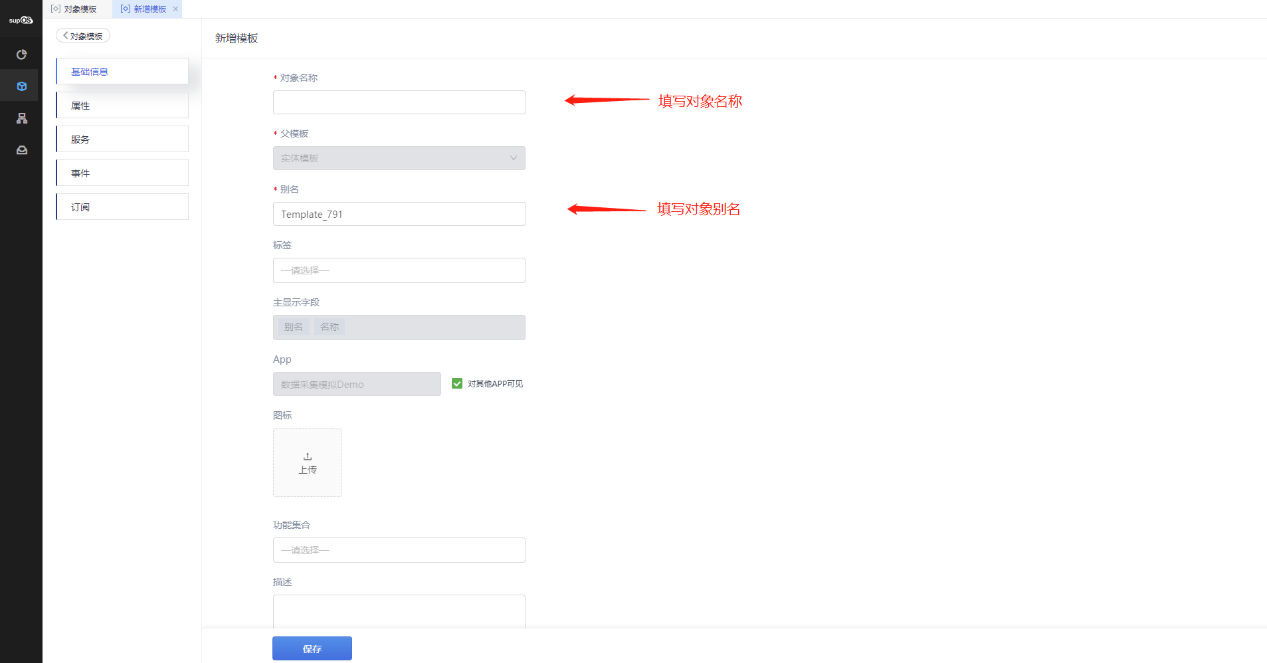 supOS
对象模板
新增模板
对象模板
基础信息
属性
服务
事件
订阅
新增模板
* 对象名称
填写对象名称
* 父模板
实体模板
* 别名
Template_791
填写对象别名
标签
—请选择—
主显示字段
别名 名称
App
数据采集模拟Demo
对其他APP可见
图标
上传
功能集合
—请选择—
描述
保存